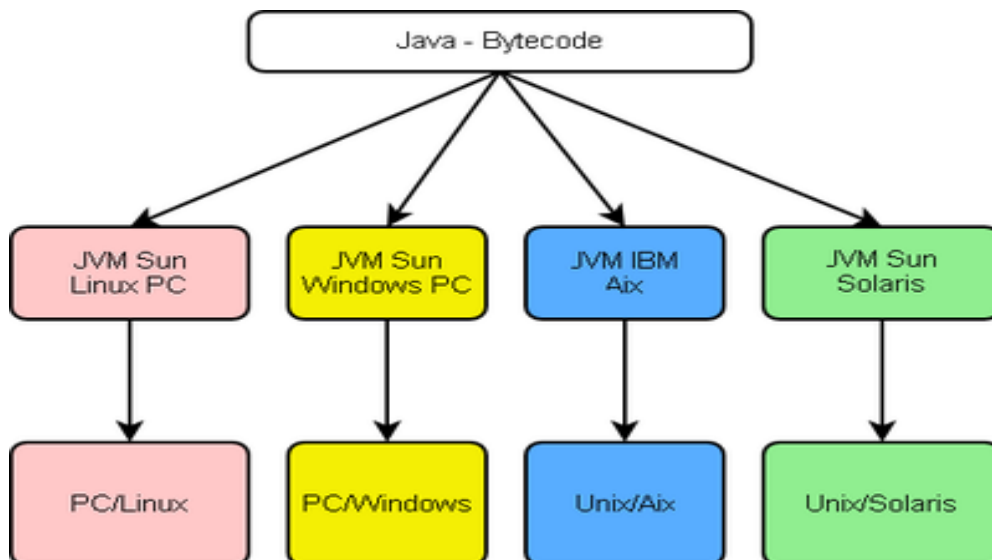 Java - Bytecode
JVM Sun
Linux PC
JVM Sun
Windows PC
JVM IBM
Aix
JVM Sun
Solaris
PC/Linux
PC/Windows
Unix/Aix
Unix/Solaris